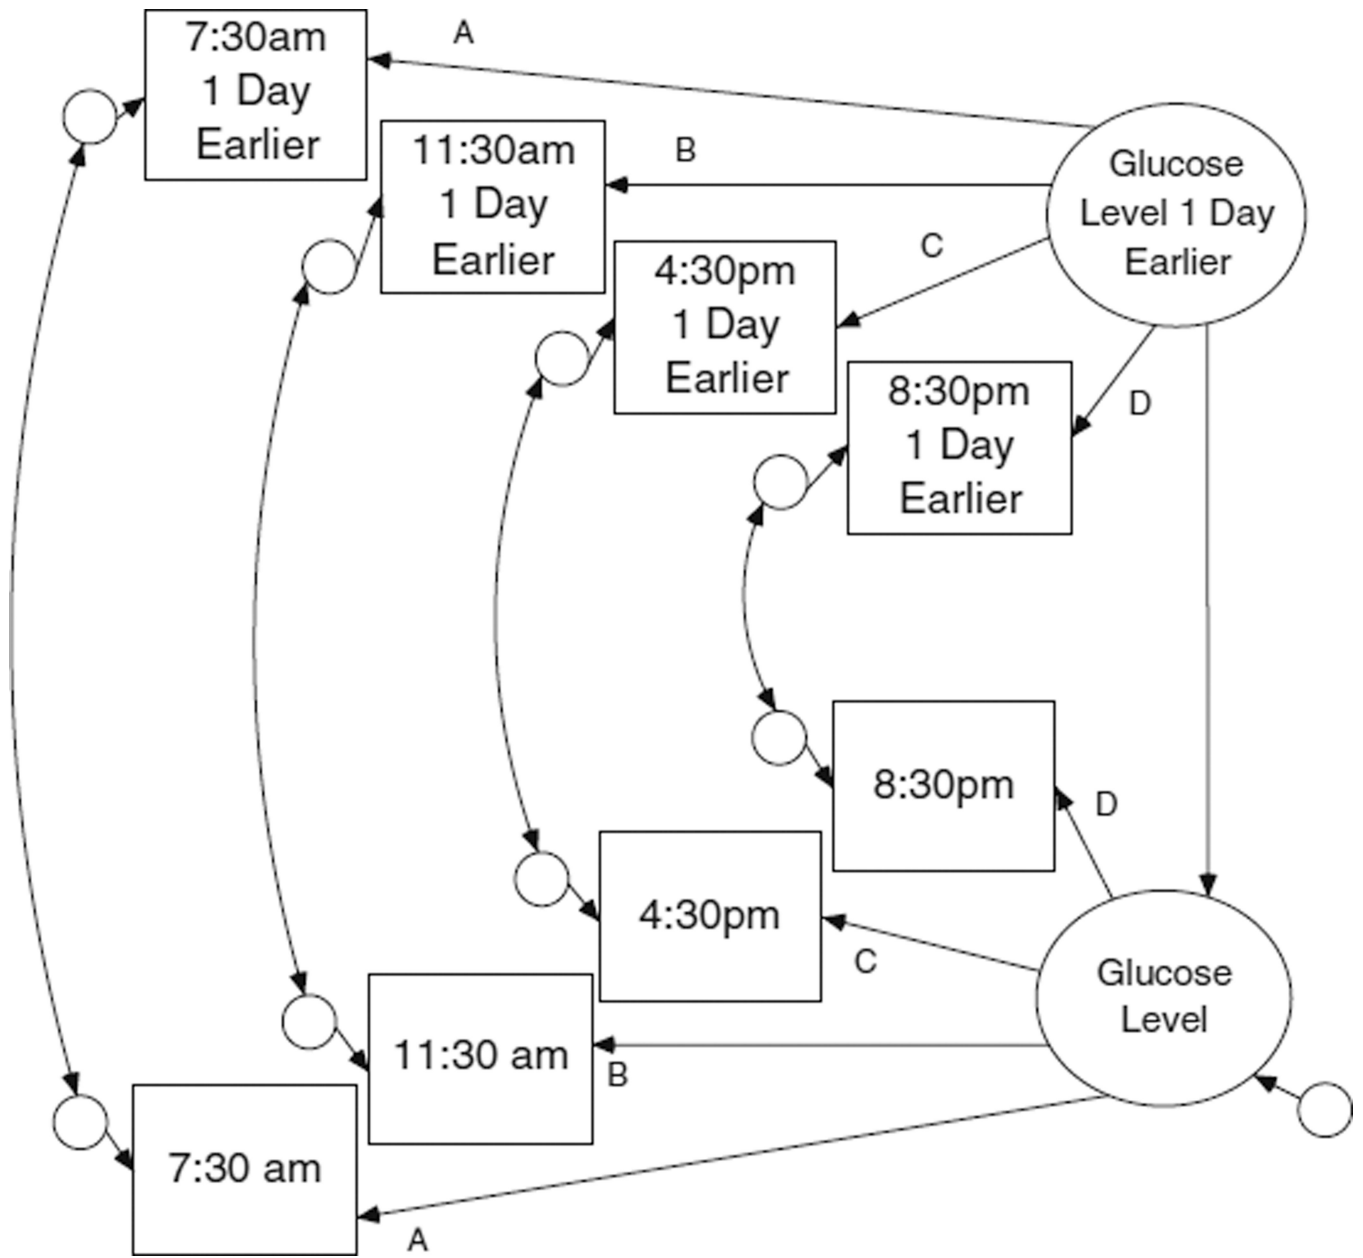 7:30am
1 Day
Earlier
A
11:30am
1 Day
Earlier
B
Glucose
Level 1 Day
Earlier
4:30pm
1 Day
Earlier
C
8:30pm
1 Day
Earlier
D
8:30pm
D
4:30pm
C
Glucose
Level
11:30 am
B
7:30 am
A